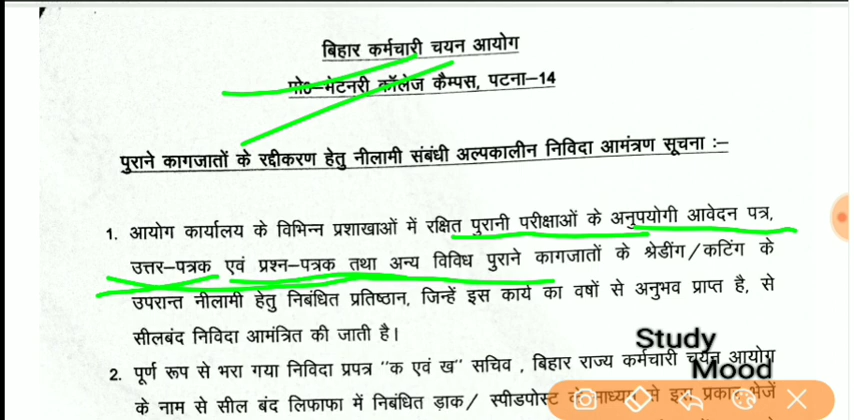 बिहार कर्मचारी चयन आयोग
पो०–भेटनरी कॉलेज कैम्पस, पटना–14
पुराने कागजातों के रद्दीकरण हेतु नीलामी संबंधी अल्पकालीन निविदा आमंत्रण सूचना :–
1. आयोग कार्यालय के विभिन्न प्रशाखाओं में रक्षित पुरानी परीक्षाओं के अनुपयोगी आवेदन पत्र,
उत्तर–पत्रक एवं प्रश्न–पत्रक तथा अन्य विविध पुराने कागजातों के श्रेडींग/कटिंग के
उपरान्त नीलामी हेतु निबंधित प्रतिष्ठान, जिन्हें इस कार्य का वर्षो से अनुभव प्राप्त है, से
सीलबंद निविदा आमंत्रित की जाती है।
Study
Mood
2. पूर्ण रूप से भरा गया निविदा प्रपत्र "क एवं ख" सचिव , बिहार राज्य कर्मचारी चयन आयोग
के नाम से सील बंद लिफाफा में निबंधित डाक/ स्पीडपोस्ट से इस प्रकार भेजें